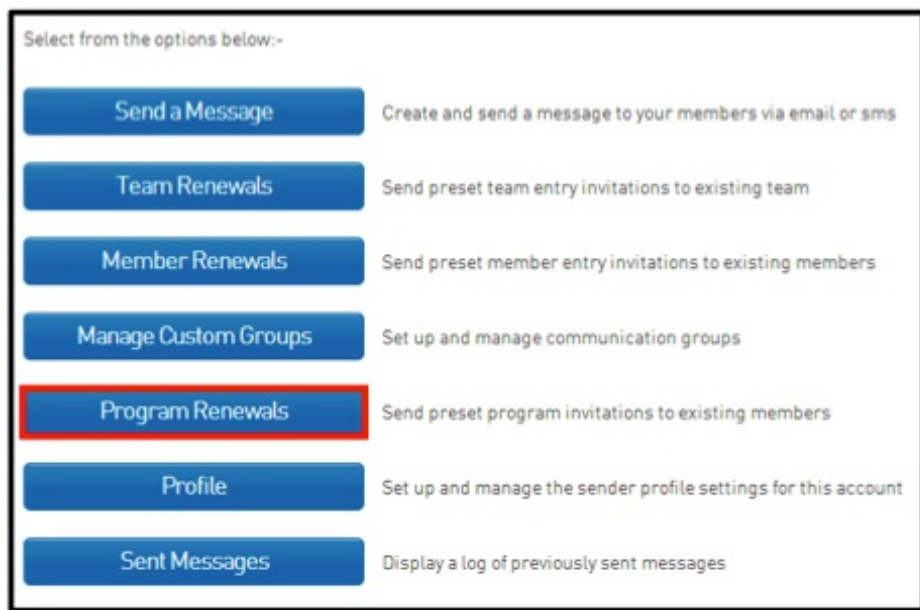 Select from the options below:-
Send a Message Create and send a message to your members via email or sms
Team Renewals Send preset team entry invitations to existing team
Member Renewals Send preset member entry invitations to existing members
Manage Custom Groups Set up and manage communication groups
Program Renewals Send preset program invitations to existing members
Profile Set up and manage the sender profile settings for this account
Sent Messages Display a log of previously sent messages